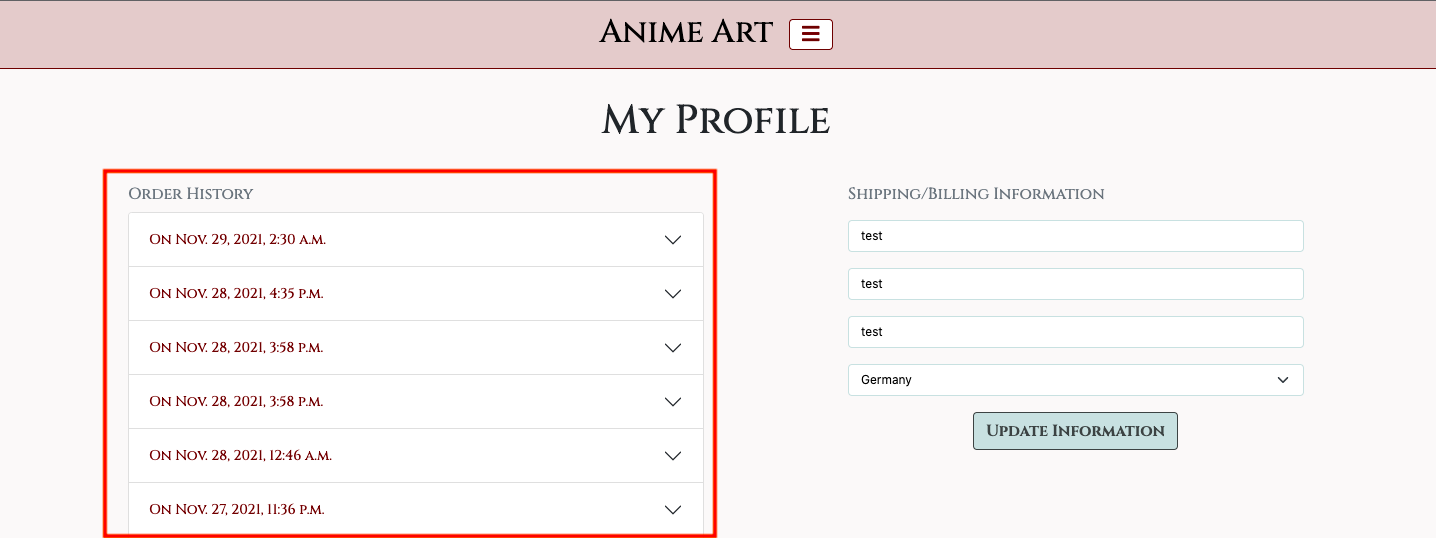 Anime Art
My Profile
Order History
On Nov. 29, 2021, 2:30 a.m.
On Nov. 28, 2021, 4:35 p.m.
On Nov. 28, 2021, 3:58 p.m.
On Nov. 28, 2021, 3:58 p.m.
On Nov. 28, 2021, 12:46 a.m.
On Nov. 27, 2021, 11:36 p.m.
Shipping/Billing Information
test
test
test
Germany
Update Information